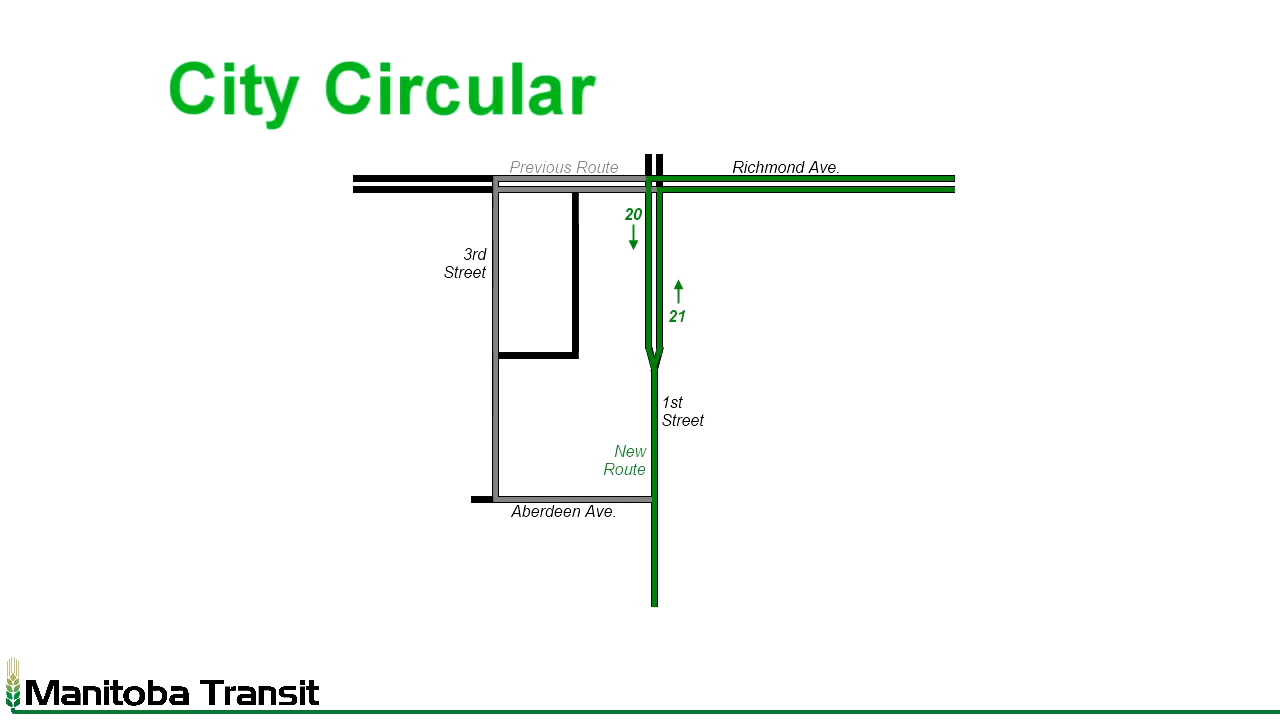 City Circular
Previous Route
Richmond Ave.
20
3rd
Street
21
1st
Street
New
Route
Aberdeen Ave.
Manitoba Transit